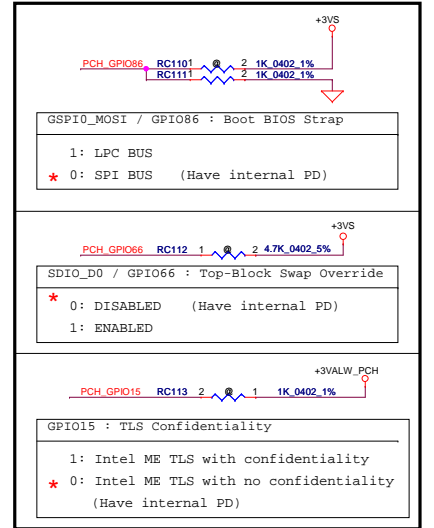 +3VS
PCH_GPIO86 RC110 1 @ 2 1K_0402_1%
RC111 1 2 1K_0402_1%
GSPI0_MOSI / GPIO86 : Boot BIOS Strap
1: LPC BUS
* 0: SPI BUS (Have internal PD)
+3VS
PCH_GPIO66 RC112 1 @ 2 4.7K_0402_5%
SDIO_D0 / GPIO66 : Top-Block Swap Override
* 0: DISABLED (Have internal PD)
1: ENABLED
+3VALW_PCH
PCH_GPIO15 RC113 2 @ 1 1K_0402_1%
GPIO15 : TLS Confidentiality
1: Intel ME TLS with confidentiality
* 0: Intel ME TLS with no confidentiality
(Have internal PD)